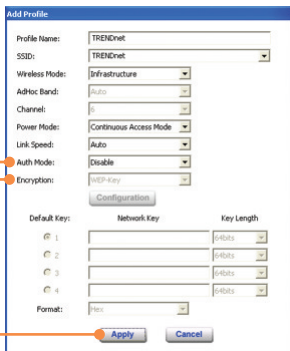 Add Profile
Profile Name: TRENDnet
SSID: TRENDnet
Wireless Mode: Infrastructure
AdHoc Band: Auto
Channel: 6
Power Mode: Continuous Access Mode
Link Speed: Auto
Auth Mode: Disable
Encryption: WEP-Key
Configuration
Default Key: Network Key Key Length
1 64bits
2 64bits
3 64bits
4 64bits
Format: Hex
Apply Cancel